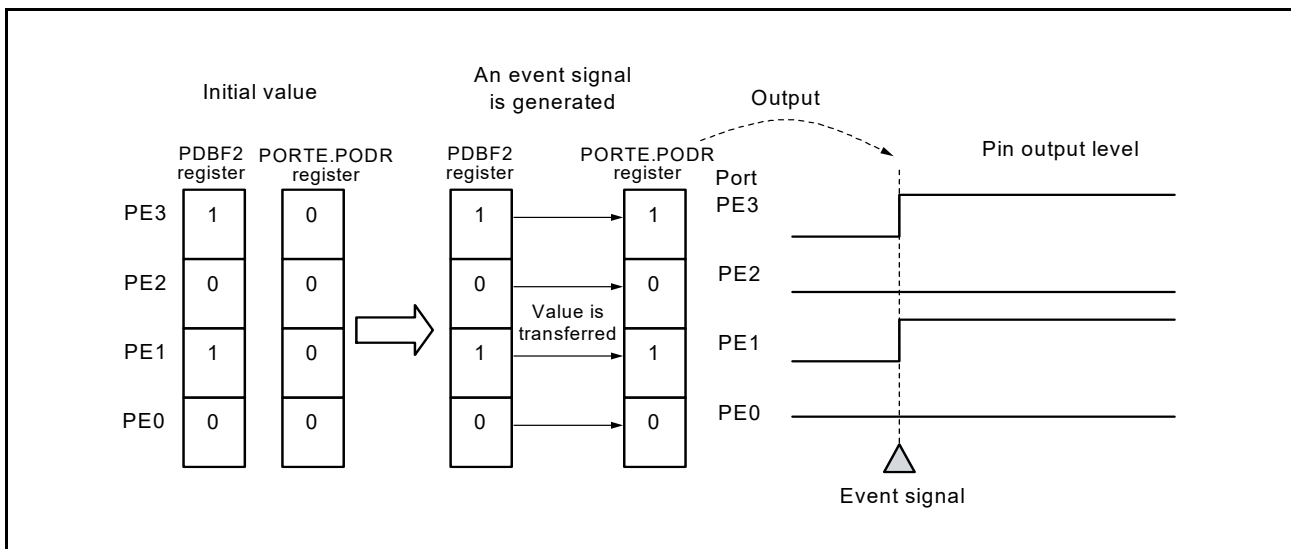 Initial value
An event signal
is generated
Output
Pin output level
PDBF2
register
PORTE.PODR
register
PDBF2
register
PORTE.PODR
register
Port
PE3
PE3 1 0 1 1
PE2 0 0 0 0
PE2
Value is
transferred
PE1 1 0 1 1
PE1
PE0 0 0 0 0
PE0
Event signal